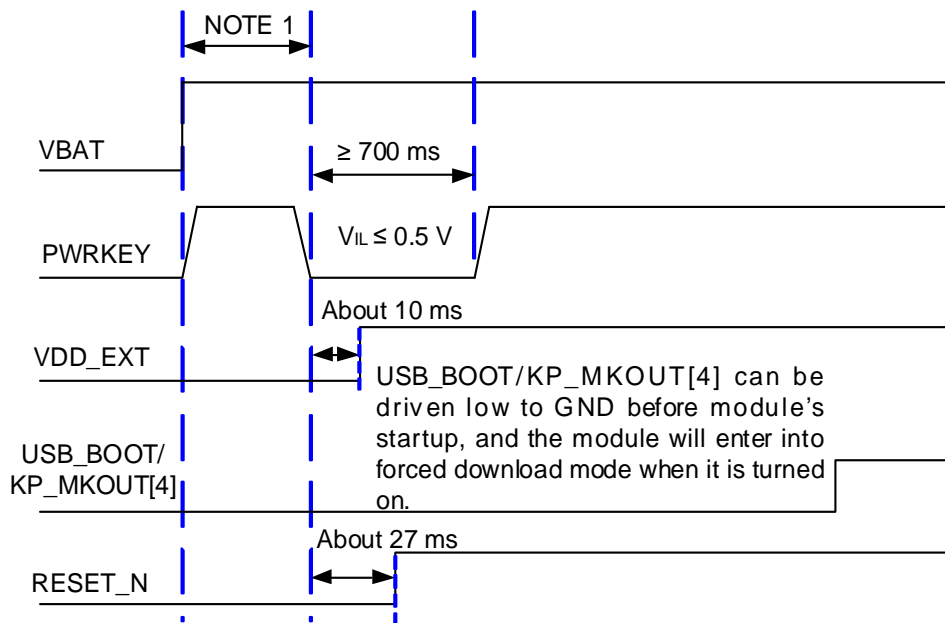 NOTE 1
VBAT
≥ 700 ms
PWRKEY
VIL ≤ 0.5 V
About 10 ms
VDD_EXT
USB_BOOT/KP_MKOUT[4] can be
driven low to GND before module's
startup, and the module will enter into
forced download mode when it is turned
on.
USB_BOOT/
KP_MKOUT[4]
About 27 ms
RESET_N